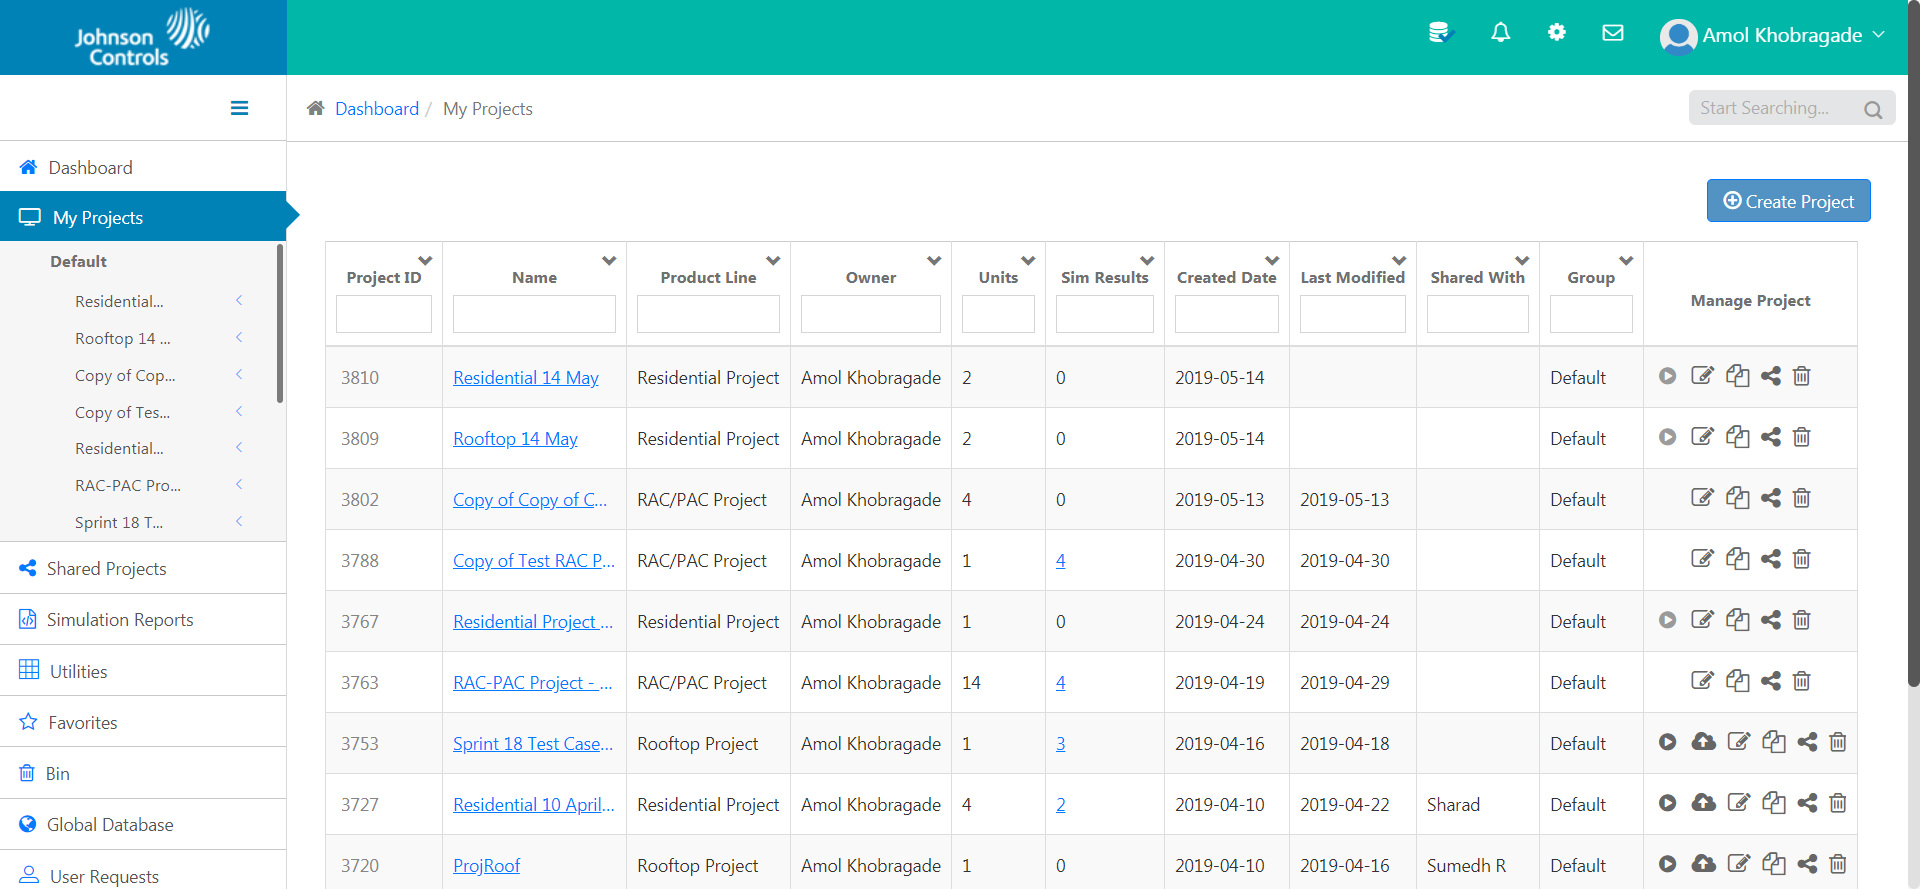 Johnson
Controls
Amol Khobragade
Dashboard / My Projects
Start Searching...
Dashboard
My Projects
Default
Residential...
Rooftop 14 ...
Copy of Cop...
Copy of Tes...
Residential...
RAC-PAC Pro...
Sprint 18 T...
Shared Projects
Simulation Reports
Utilities
Favorites
Bin
Global Database
User Requests
Create Project
Project ID Name Product Line Owner Units Sim Results Created Date Last Modified Shared With Group Manage Project
3810 Residential 14 May Residential Project Amol Khobragade 2 0 2019-05-14 Default
3809 Rooftop 14 May Residential Project Amol Khobragade 2 0 2019-05-14 Default
3802 Copy of Copy of C... RAC/PAC Project Amol Khobragade 4 0 2019-05-13 2019-05-13 Default
3788 Copy of Test RAC P... RAC/PAC Project Amol Khobragade 1 4 2019-04-30 2019-04-30 Default
3767 Residential Project ... Residential Project Amol Khobragade 1 0 2019-04-24 2019-04-24 Default
3763 RAC-PAC Project - ... RAC/PAC Project Amol Khobragade 14 4 2019-04-19 2019-04-29 Default
3753 Sprint 18 Test Case... Rooftop Project Amol Khobragade 1 3 2019-04-16 2019-04-18 Default
3727 Residential 10 April... Residential Project Amol Khobragade 4 2 2019-04-10 2019-04-22 Sharad Default
3720 ProjRoof Rooftop Project Amol Khobragade 1 0 2019-04-10 2019-04-16 Sumedh R Default